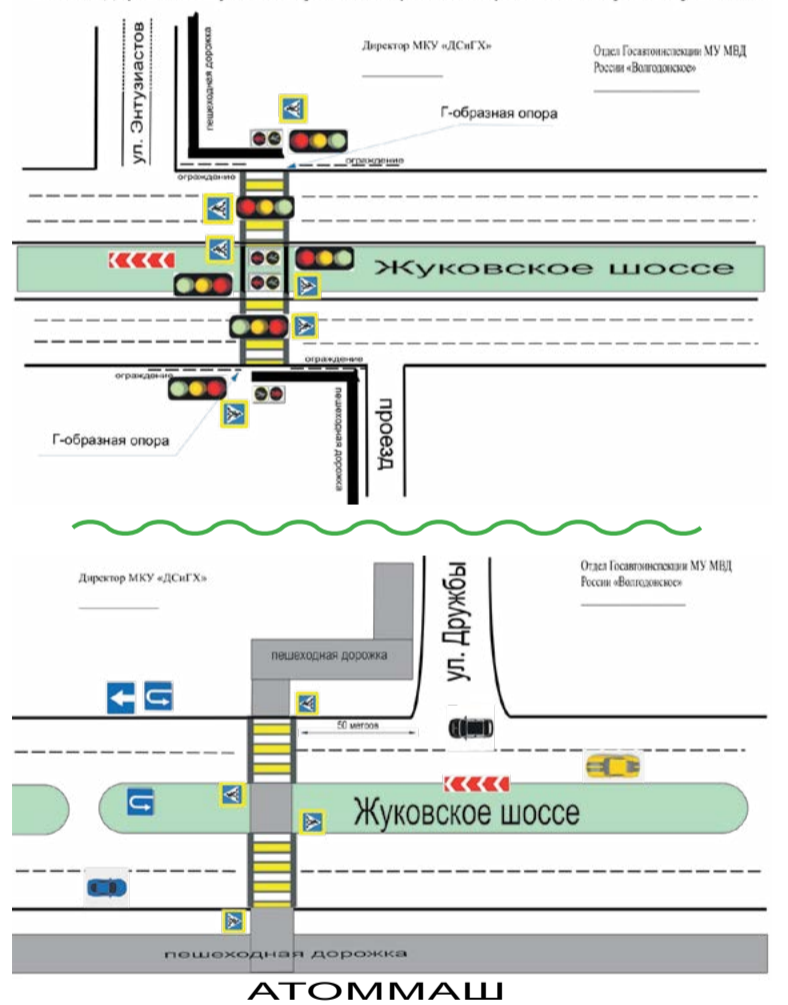 ул. Энтузиастов
пешеходная дорожка
Директор МКУ «ДСиГХ»
Отдел Госавтоинспекции МУ МВД
России «Волгодонское»
Г-образная опора
ограждение
ограждение
Жуковское шоссе
ограждение
ограждение
Г-образная опора
пешеходная дорожка
проезд
Директор МКУ «ДСиГХ»
Отдел Госавтоинспекции МУ МВД
России «Волгодонское»
ул. Дружбы
пешеходная дорожка
50 метров
Жуковское шоссе
пешеходная дорожка
АТОММАШ